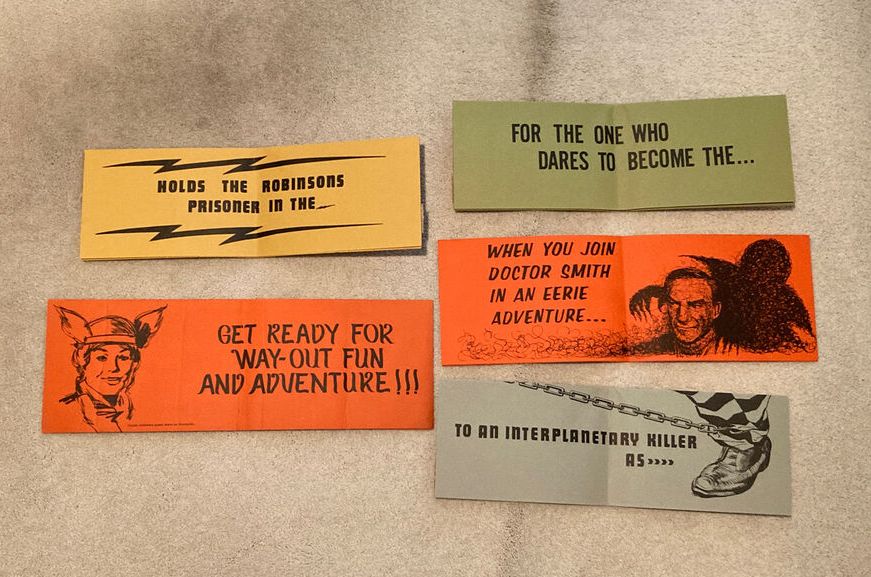 HOLDS THE ROBINSONS
PRISONER IN THE
FOR THE ONE WHO
DARES TO BECOME THE...
WHEN YOU JOIN
DOCTOR SMITH
IN AN EERIE
ADVENTURE...
GET READY FOR
WAY-OUT FUN
AND ADVENTURE!!!
TO AN INTERPLANETARY KILLER
AS